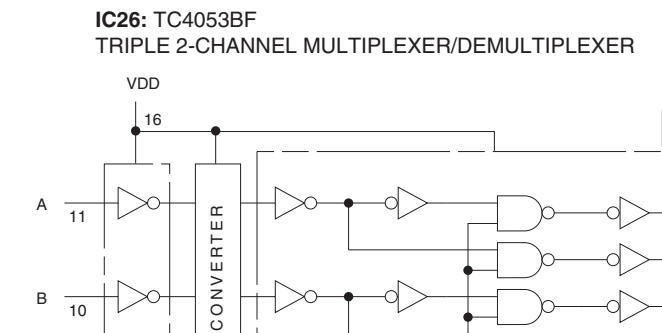 IC26: TC4053BF
TRIPLE 2-CHANNEL MULTIPLEXER/DEMULTIPLEXER
VDD
16
A
11
B
10
CONVERTER